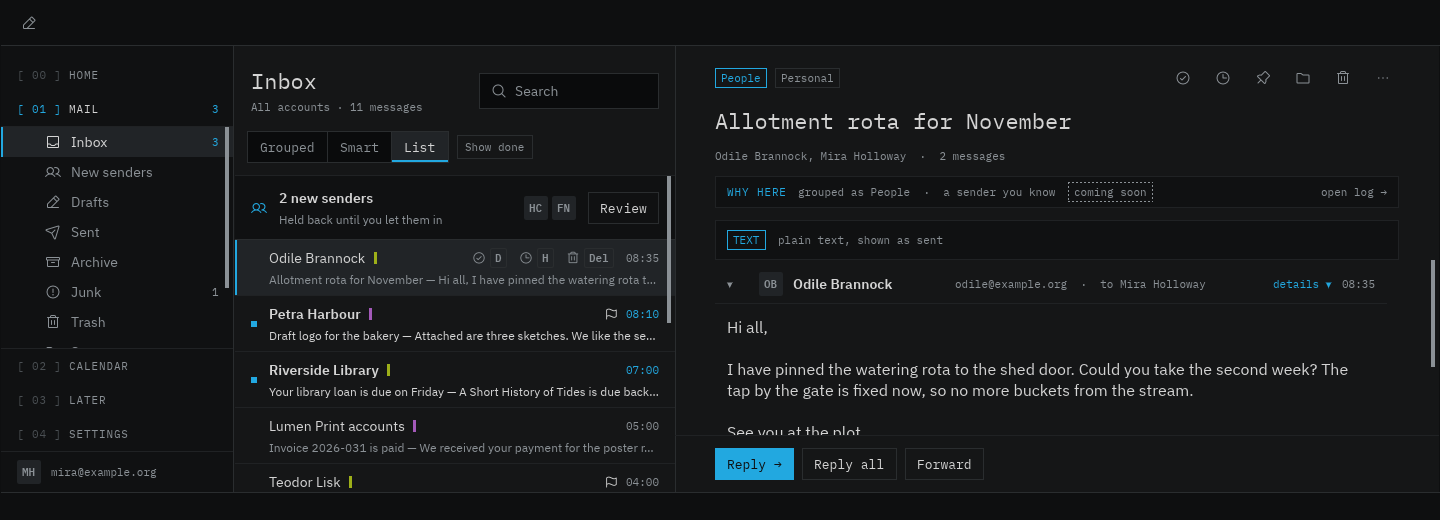 [ 00 ] HOME
[ 01 ] MAIL 3
Inbox 3
New senders
Drafts
Sent
Archive
Junk 1
Trash
[ 02 ] CALENDAR
[ 03 ] LATER
[ 04 ] SETTINGS
MH mira@example.org
Inbox
All accounts · 11 messages
Search
Grouped Smart List Show done
2 new senders
Held back until you let them in
HC FN Review
Odile Brannock D H Del 08:35
Allotment rota for November — Hi all, I have pinned the watering rota t…
Petra Harbour 08:10
Draft logo for the bakery — Attached are three sketches. We like the se…
Riverside Library 07:00
Your library loan is due on Friday — A Short History of Tides is due back…
Lumen Print accounts 05:00
Invoice 2026-031 is paid — We received your payment for the poster r…
Teodor Lisk 04:00
People Personal
Allotment rota for November
Odile Brannock, Mira Holloway · 2 messages
WHY HERE grouped as People · a sender you know coming soon open log →
TEXT plain text, shown as sent
▾ OB Odile Brannock odile@example.org · to Mira Holloway details ▾ 08:35
Hi all,
I have pinned the watering rota to the shed door. Could you take the second week? The
tap by the gate is fixed now, so no more buckets from the stream.
See you at the plot
Reply → Reply all Forward